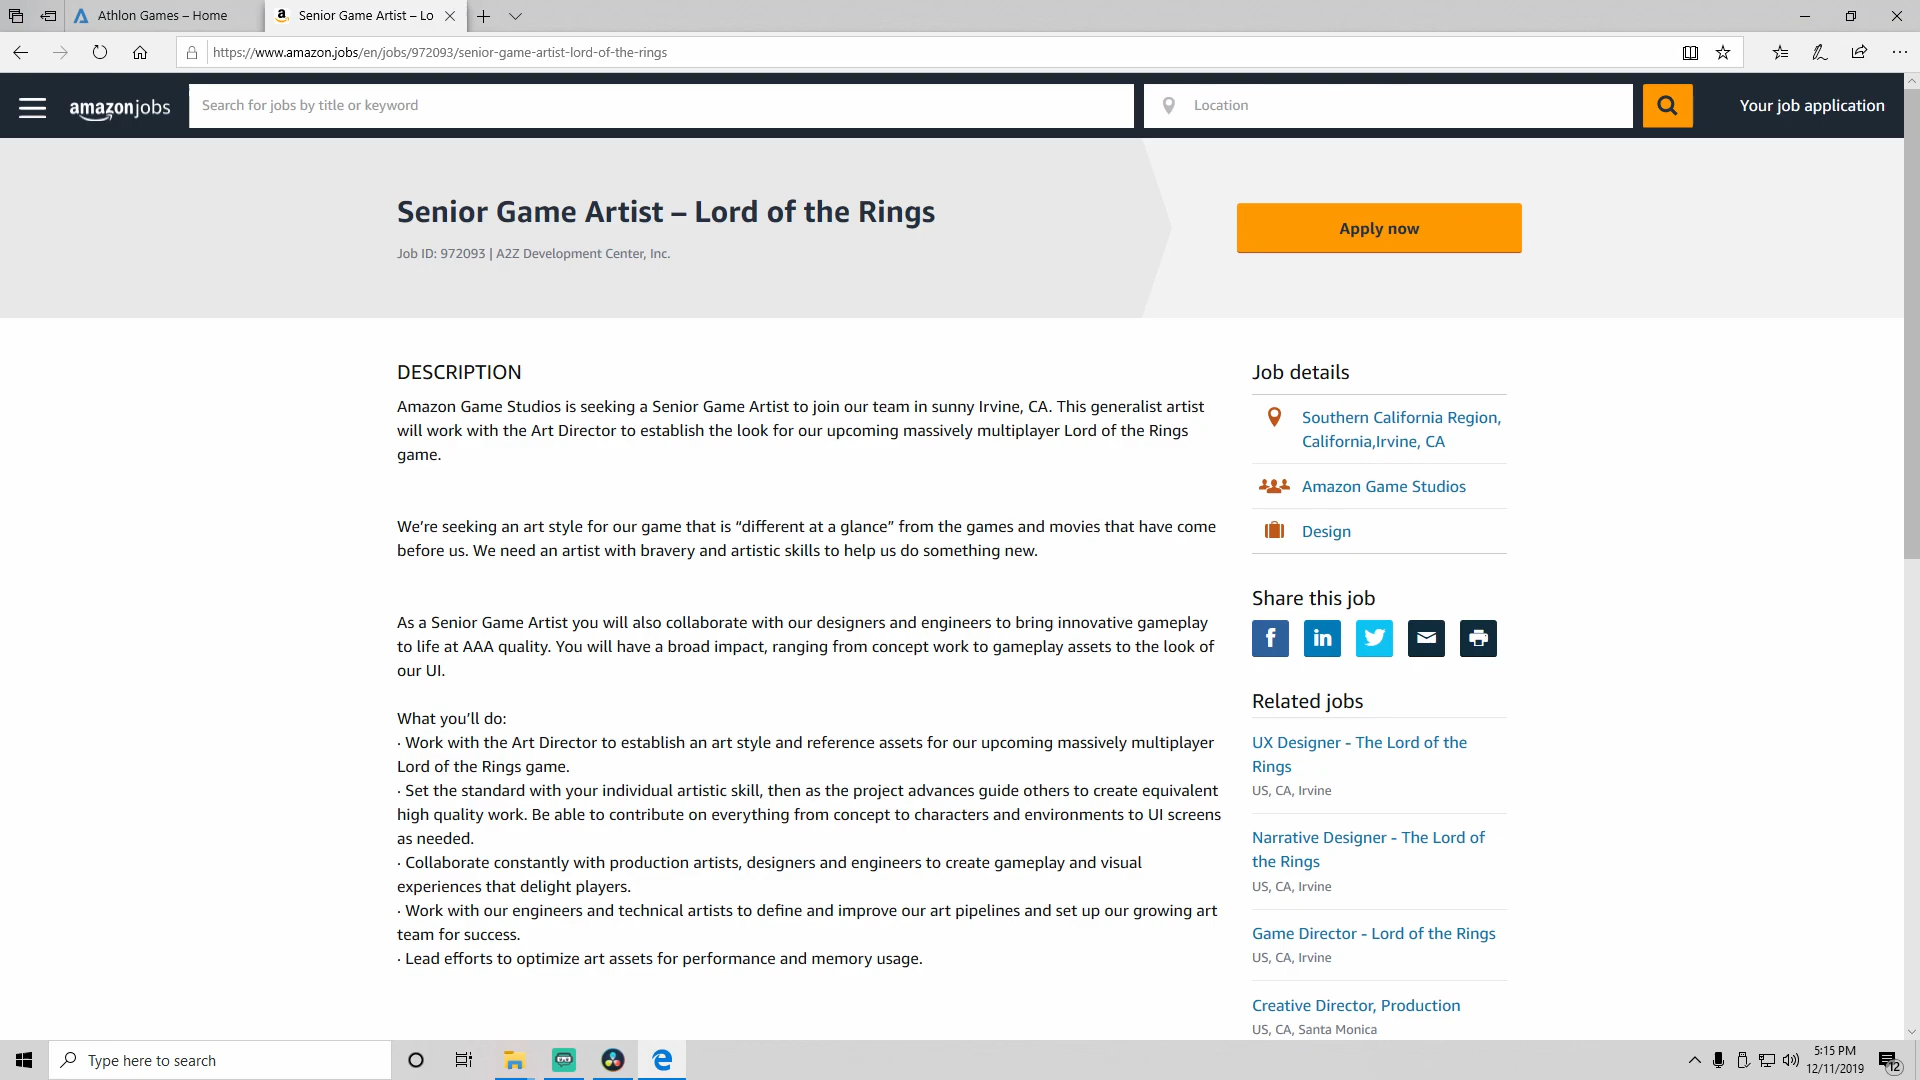 Athlon Games – Home
Senior Game Artist – Lo
https://www.amazon.jobs/en/jobs/972093/senior-game-artist-lord-of-the-rings
amazonjobs
Search for jobs by title or keyword
Location
Your job application
Senior Game Artist – Lord of the Rings
Job ID: 972093 | A2Z Development Center, Inc.
Apply now
DESCRIPTION
Amazon Game Studios is seeking a Senior Game Artist to join our team in sunny Irvine, CA. This generalist artist
will work with the Art Director to establish the look for our upcoming massively multiplayer Lord of the Rings
game.
We’re seeking an art style for our game that is “different at a glance” from the games and movies that have come
before us. We need an artist with bravery and artistic skills to help us do something new.
As a Senior Game Artist you will also collaborate with our designers and engineers to bring innovative gameplay
to life at AAA quality. You will have a broad impact, ranging from concept work to gameplay assets to the look of
our UI.
What you’ll do:
· Work with the Art Director to establish an art style and reference assets for our upcoming massively multiplayer
Lord of the Rings game.
· Set the standard with your individual artistic skill, then as the project advances guide others to create equivalent
high quality work. Be able to contribute on everything from concept to characters and environments to UI screens
as needed.
· Collaborate constantly with production artists, designers and engineers to create gameplay and visual
experiences that delight players.
· Work with our engineers and technical artists to define and improve our art pipelines and set up our growing art
team for success.
· Lead efforts to optimize art assets for performance and memory usage.
Job details
Southern California Region,
California,Irvine, CA
Amazon Game Studios
Design
Share this job
Related jobs
UX Designer - The Lord of the
Rings
US, CA, Irvine
Narrative Designer - The Lord of
the Rings
US, CA, Irvine
Game Director - Lord of the Rings
US, CA, Irvine
Creative Director, Production
US, CA, Santa Monica
Type here to search
5:15 PM
12/11/2019
12